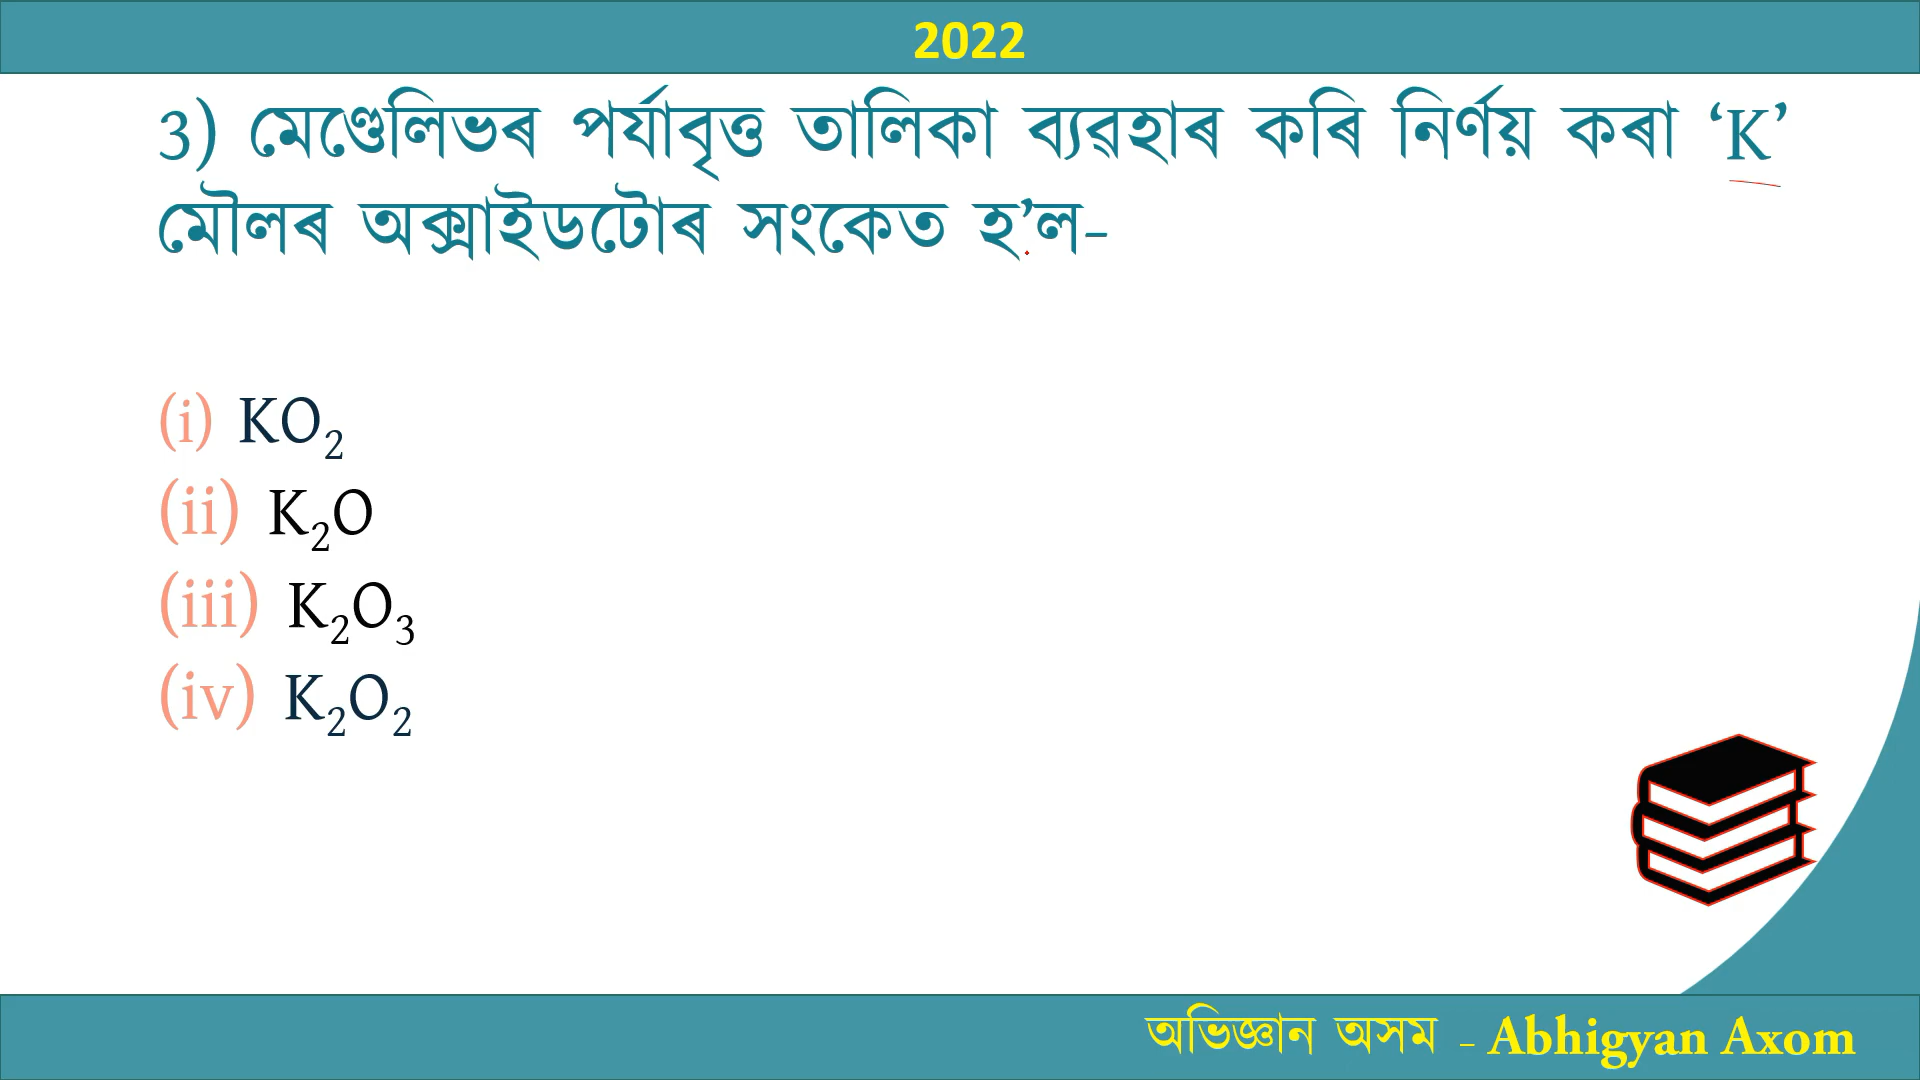 2022
3) মেণ্ডেলিভৰ পৰ্যাবৃত্ত তালিকা ব্যৱহাৰ কৰি নিৰ্ণয় কৰা ‘K’
মৌলৰ অক্সাইডটোৰ সংকেত হ’ল-
(i) KO₂
(ii) K₂O
(iii) K₂O₃
(iv) K₂O₂
অভিজ্ঞান অসম - Abhigyan Axom